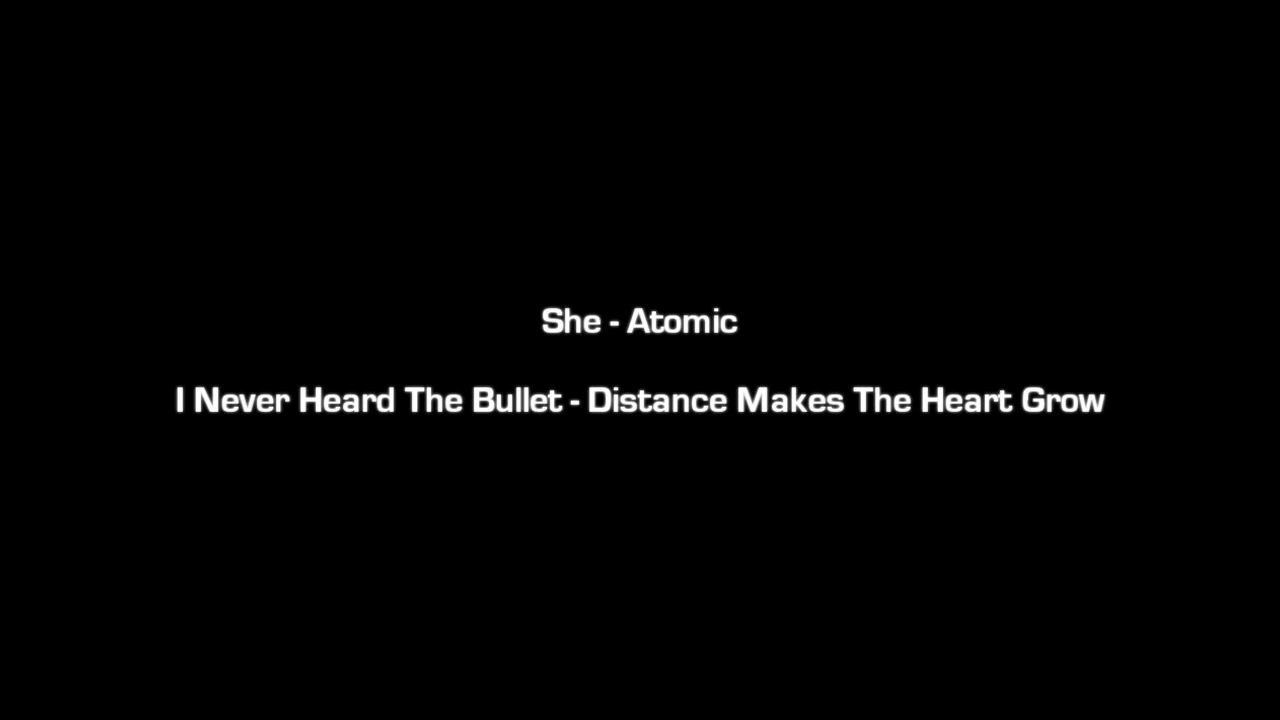 She - Atomic
I Never Heard The Bullet - Distance Makes The Heart Grow